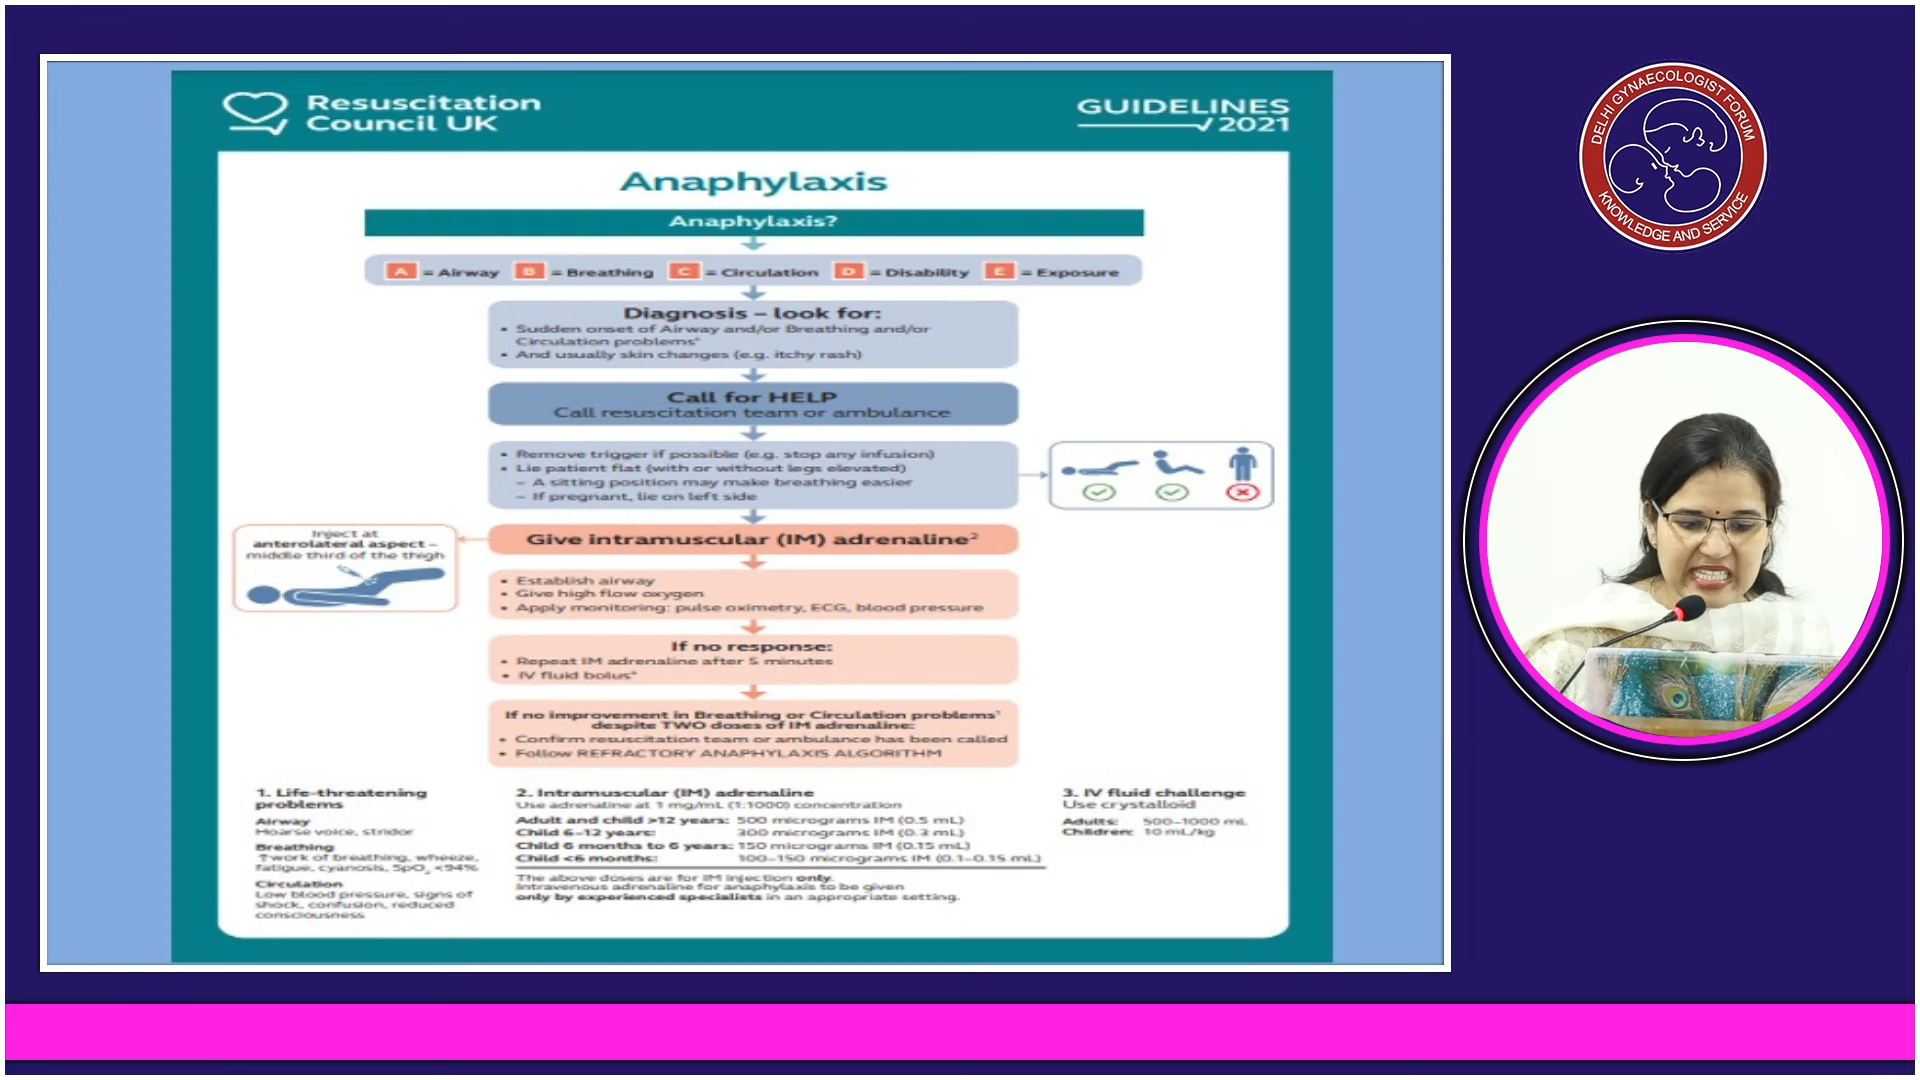 Resuscitation
Council UK
GUIDELINES
2021
Anaphylaxis
Anaphylaxis?
A = Airway B = Breathing C = Circulation D = Disability E = Exposure
Diagnosis – look for:
• Sudden onset of Airway and/or Breathing and/or
Circulation problems¹
• And usually skin changes (e.g. itchy rash)
Call for HELP
Call resuscitation team or ambulance
• Remove trigger if possible (e.g. stop any infusion)
• Lie patient flat (with or without legs elevated)
– A sitting position may make breathing easier
– If pregnant, lie on left side
Inject at
anterolateral aspect –
middle third of the thigh
Give intramuscular (IM) adrenaline²
• Establish airway
• Give high flow oxygen
• Apply monitoring: pulse oximetry, ECG, blood pressure
If no response:
• Repeat IM adrenaline after 5 minutes
• IV fluid bolus
If no improvement in Breathing or Circulation problems¹
despite TWO doses of IM adrenaline:
• Confirm resuscitation team or ambulance has been called
• Follow REFRACTORY ANAPHYLAXIS ALGORITHM
1. Life-threatening
problems
Airway
Hoarse voice, stridor
Breathing
↑work of breathing, wheeze,
fatigue, cyanosis, SpO₂ <94%
Circulation
Low blood pressure, signs of
shock, confusion, reduced
consciousness
2. Intramuscular (IM) adrenaline
Use adrenaline at 1 mg/mL (1:1000) concentration
Adult and child >12 years: 500 micrograms IM (0.5 mL)
Child 6–12 years: 300 micrograms IM (0.3 mL)
Child 6 months to 6 years: 150 micrograms IM (0.15 mL)
Child <6 months: 100–150 micrograms IM (0.1–0.15 mL)
The above doses are for IM injection only.
Intravenous adrenaline for anaphylaxis to be given
only by experienced specialists in an appropriate setting.
3. IV fluid challenge
Use crystalloid
Adults: 500–1000 mL
Children: 10 mL/kg
DELHI GYNAECOLOGIST FORUM
KNOWLEDGE AND SERVICE